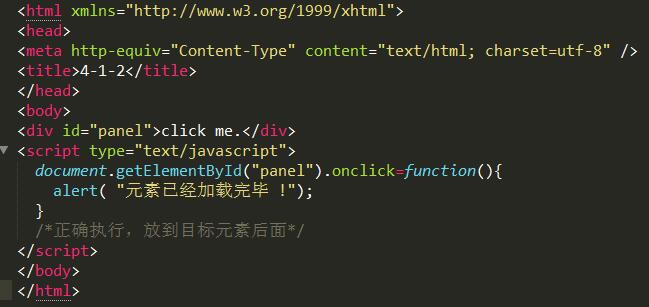 <html xmlns="http://www.w3.org/1999/xhtml">
<head>
<meta http-equiv="Content-Type" content="text/html; charset=utf-8" />
<title>4-1-2</title>
</head>
<body>
<div id="panel">click me.</div>
<script type="text/javascript">
  document.getElementById("panel").onclick=function(){
    alert( "元素已经加载完毕 !");
  }
  /*正确执行，放到目标元素后面*/
</script>
</body>
</html>